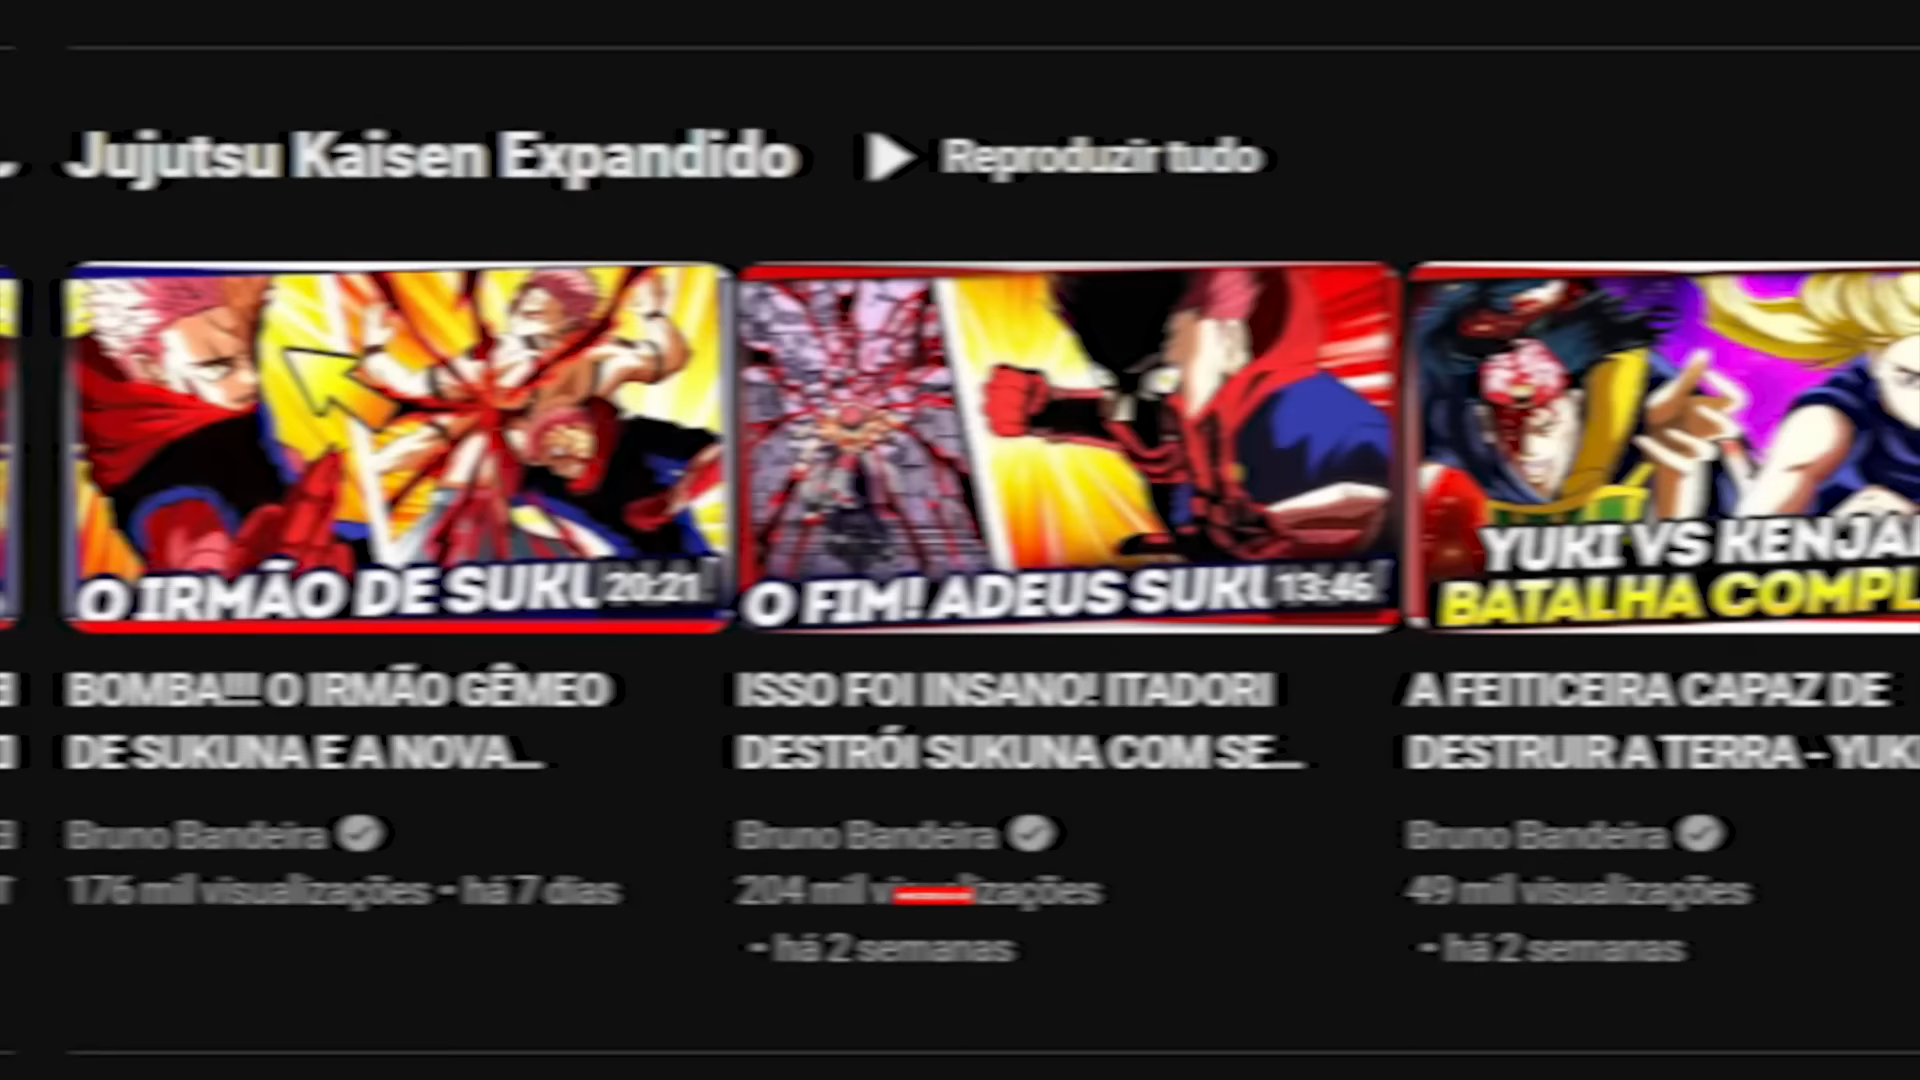 Jujutsu Kaisen Expandido
Reproduzir tudo
O IRMÃO DE SUKU
20:21
O FIM! ADEUS SUKU
13:46
YUKI VS KENJA
BATALHA COMPL
BOMBA!!! O IRMÃO GÊMEO
DE SUKUNA E A NOVA...
Bruno Bandeira
176 mil visualizações • há 7 dias
ISSO FOI INSANO! ITADORI
DESTRÓI SUKUNA COM SE...
Bruno Bandeira
204 mil visualizações
• há 2 semanas
A FEITICEIRA CAPAZ DE
DESTRUIR A TERRA - YUKI
Bruno Bandeira
49 mil visualizações
• há 2 semanas